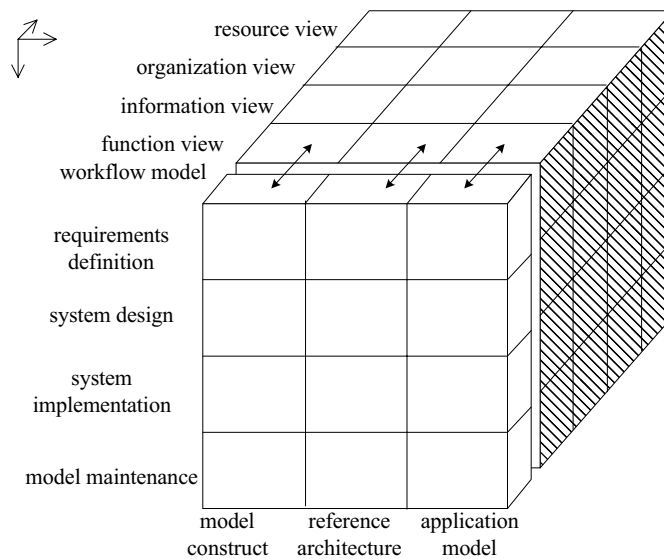 resource view
organization view
information view
function view
workflow model
requirements
definition
system design
system
implementation
model maintenance
model
construct
reference
architecture
application
model